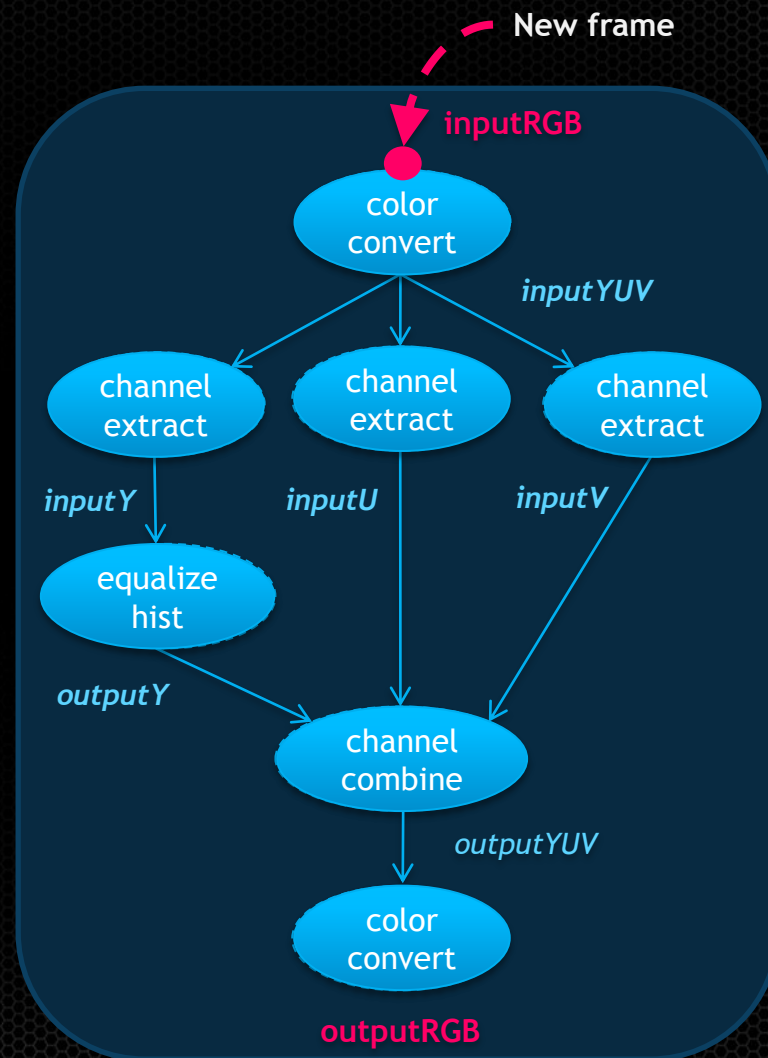 New frame
inputRGB
color
convert
inputYUV
channel
extract
channel
extract
channel
extract
inputY
inputU
inputV
equalize
hist
outputY
channel
combine
outputYUV
color
convert
outputRGB